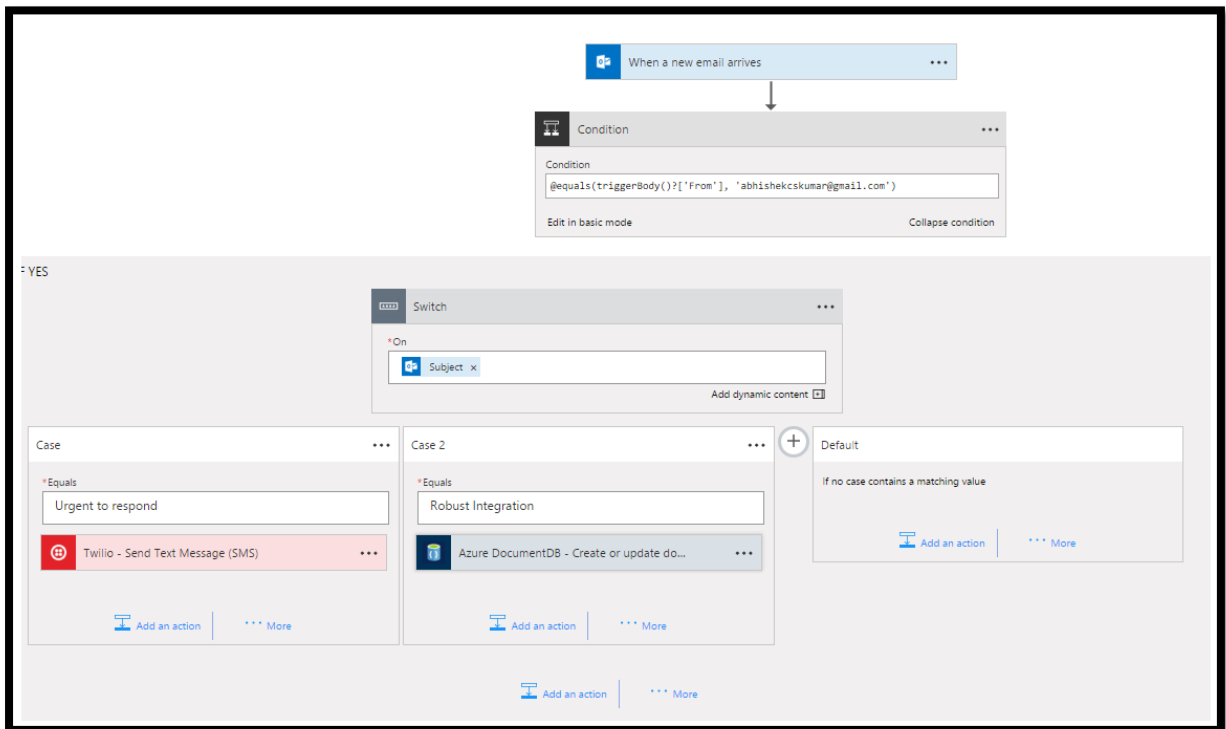 When a new email arrives
Condition
Condition
@equals(triggerBody()?['From'], 'abhishekcskumar@gmail.com')
Edit in basic mode Collapse condition
F YES
Switch
*On
Subject ×
Add dynamic content
Case
*Equals
Urgent to respond
Twilio - Send Text Message (SMS)
Add an action ... More
Case 2
*Equals
Robust Integration
Azure DocumentDB - Create or update do...
Add an action ... More
Default
If no case contains a matching value
Add an action ... More
Add an action ... More